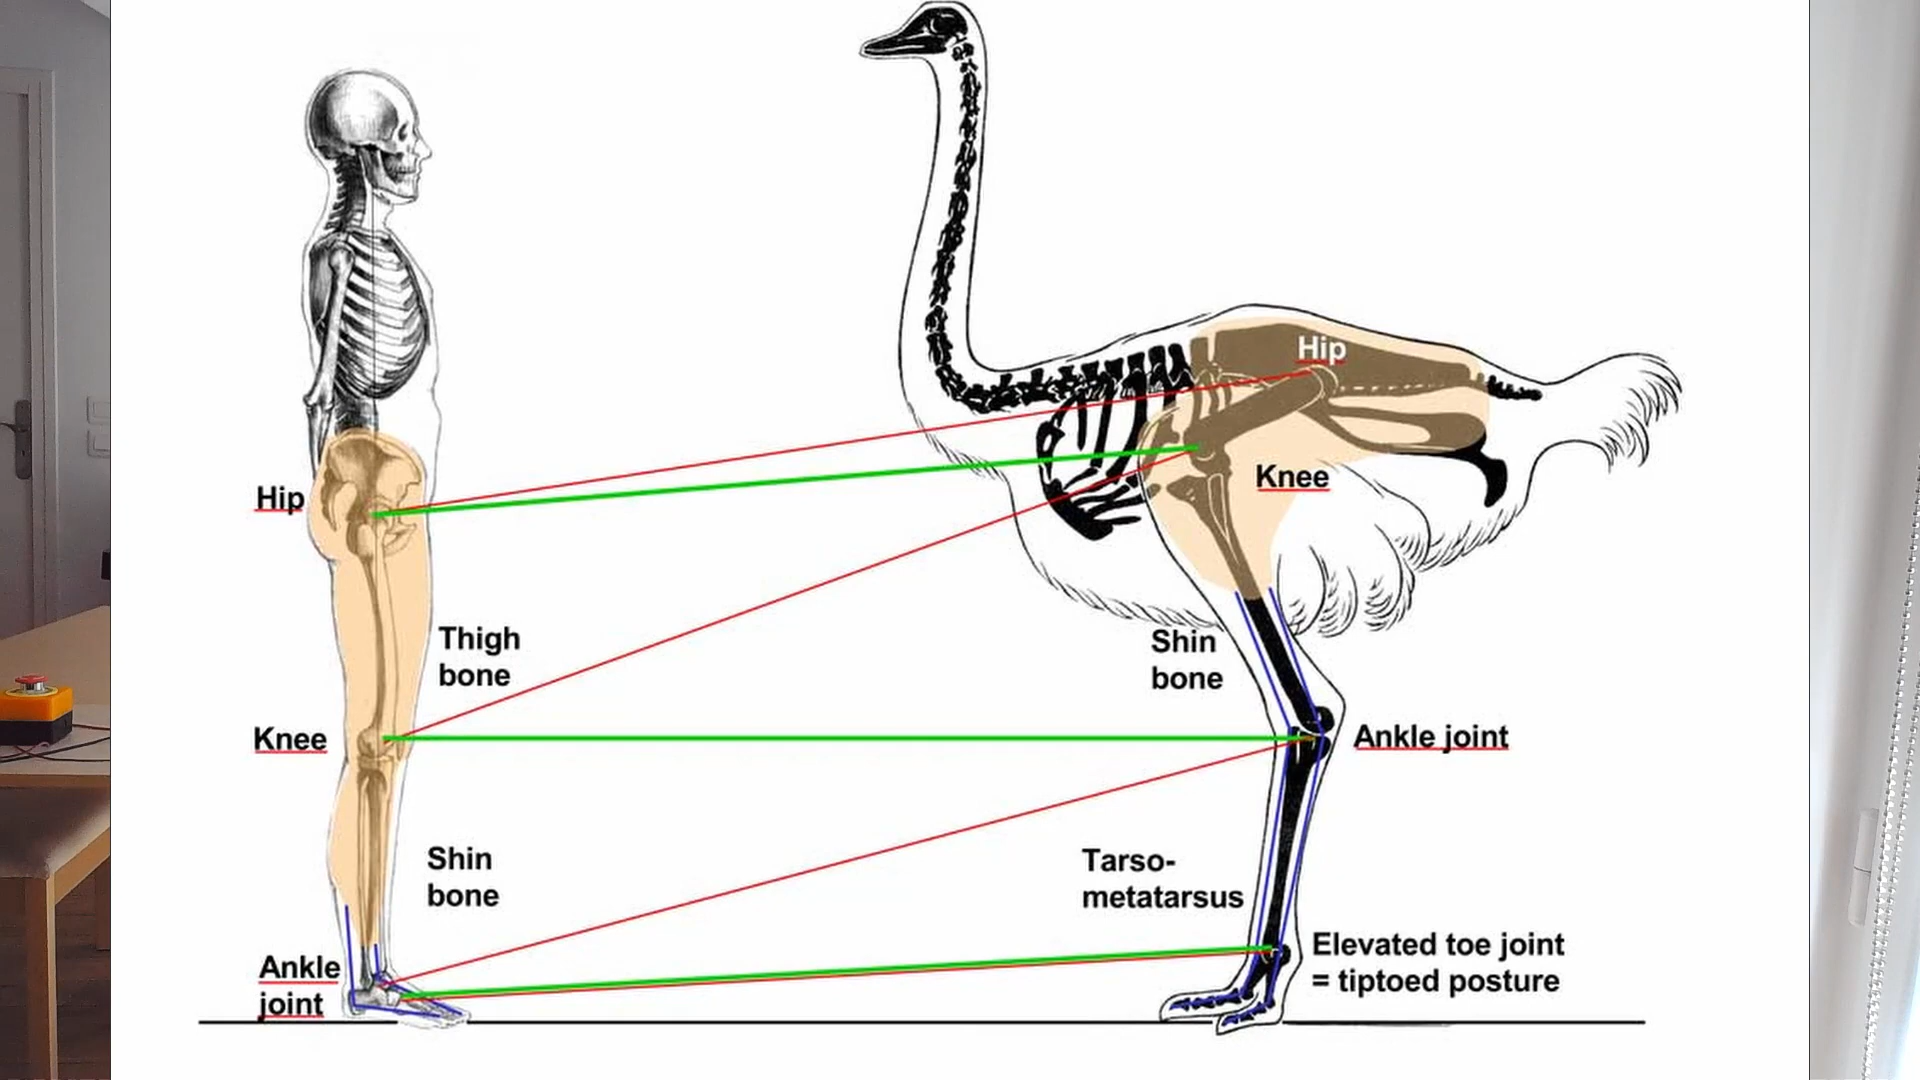 Hip
Thigh
bone
Knee
Shin
bone
Ankle
joint
Hip
Knee
Shin
bone
Ankle joint
Tarso-
metatarsus
Elevated toe joint
= tiptoed posture